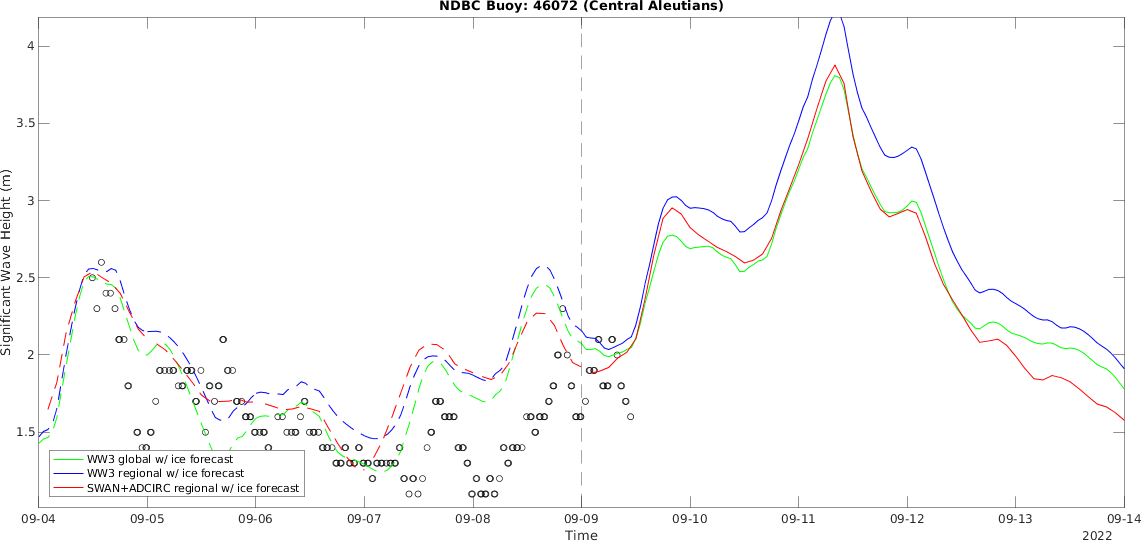 NDBC Buoy: 46072 (Central Aleutians)
4
3.5
3
2.5
2
1.5
Significant Wave Height (m)
WW3 global w/ ice forecast
WW3 regional w/ ice forecast
SWAN+ADCIRC regional w/ ice forecast
09-04 09-05 09-06 09-07 09-08 09-09 09-10 09-11 09-12 09-13 09-14
Time
2022